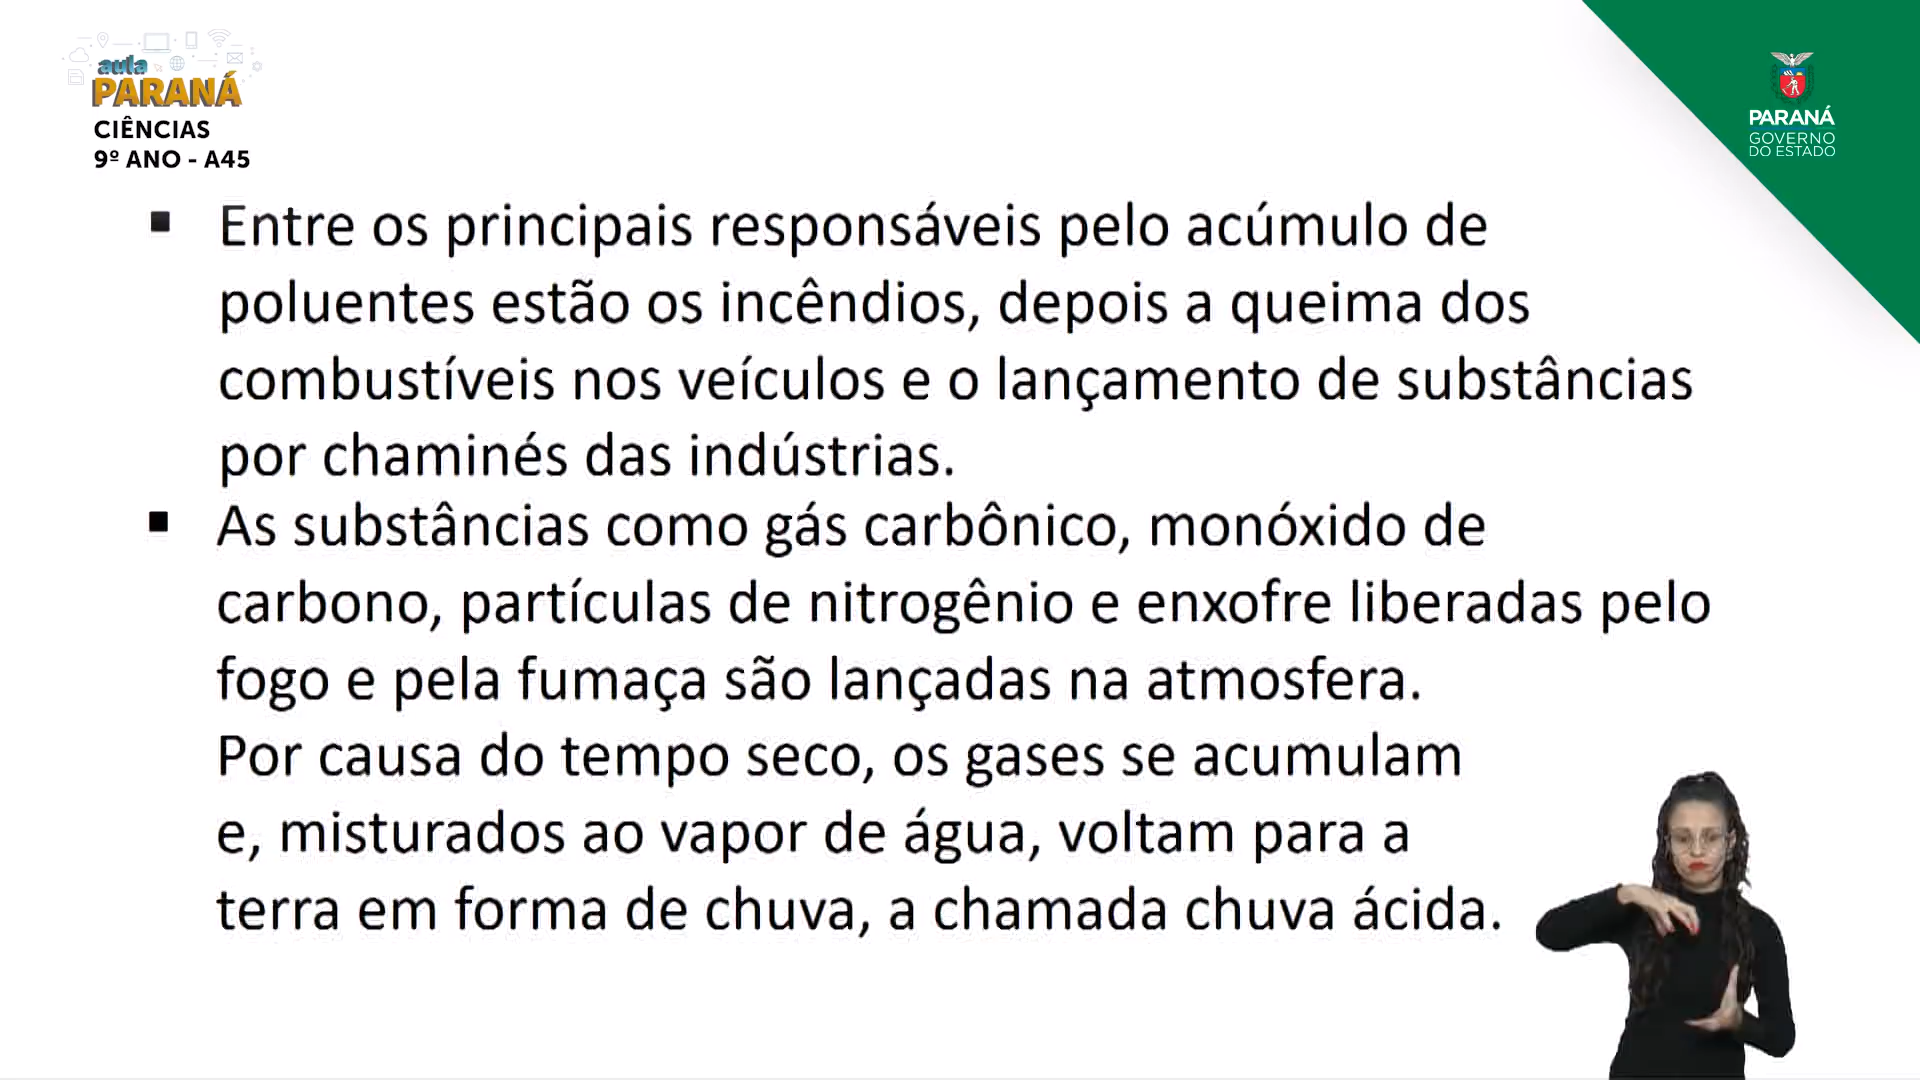 aula
PARANÁ
CIÊNCIAS
9º ANO - A45
PARANÁ
GOVERNO
DO ESTADO
▪ Entre os principais responsáveis pelo acúmulo de
poluentes estão os incêndios, depois a queima dos
combustíveis nos veículos e o lançamento de substâncias
por chaminés das indústrias.
▪ As substâncias como gás carbônico, monóxido de
carbono, partículas de nitrogênio e enxofre liberadas pelo
fogo e pela fumaça são lançadas na atmosfera.
Por causa do tempo seco, os gases se acumulam
e, misturados ao vapor de água, voltam para a
terra em forma de chuva, a chamada chuva ácida.